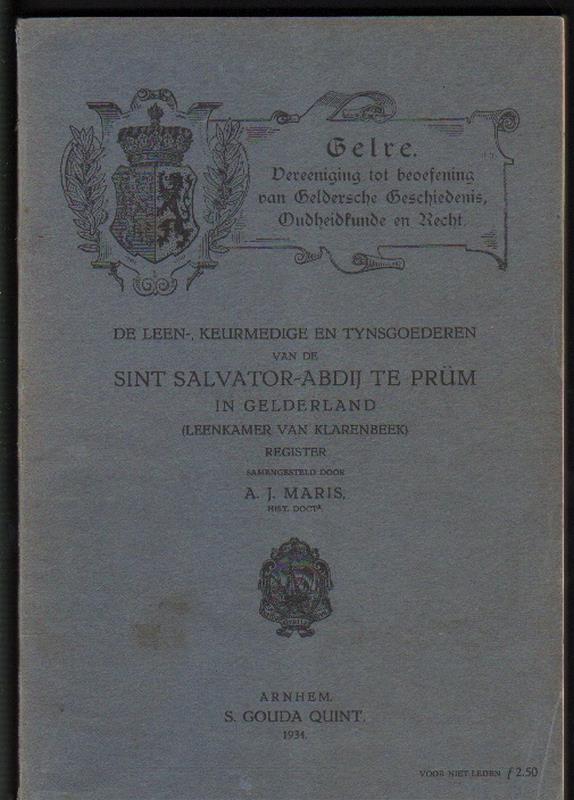 Gelre.
Vereeniging tot beoefening
van Geldersche Geschiedenis,
Oudheidkunde en Recht.
DE LEEN-, KEURMEDIGE EN TYNSGOEDEREN
VAN DE
SINT SALVATOR-ABDIJ TE PRÜM
IN GELDERLAND
(LEENKAMER VAN KLARENBEEK)
REGISTER
SAMENGESTELD DOOR
A. J. MARIS,
HIST. DOCTS.
ARNHEM.
S. GOUDA QUINT.
1934.
VOOR NIET LEDEN ƒ 2.50